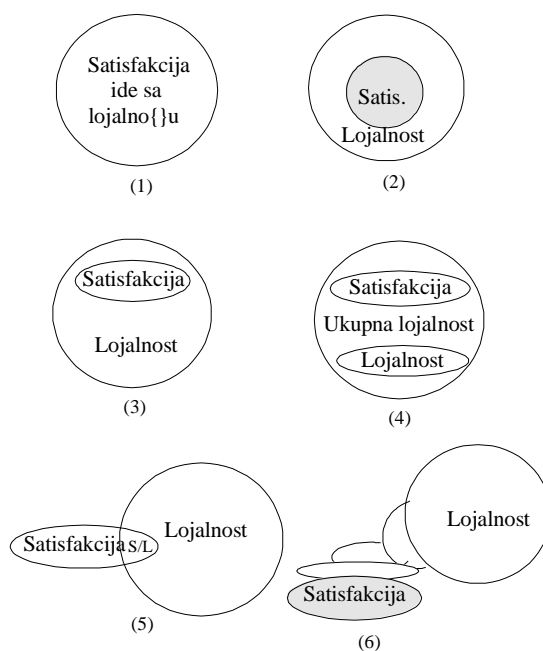 Satisfakcija
ide sa
lojalno{}u
(1)
Satis.
Lojalnost
(2)
Satisfakcija
Lojalnost
(3)
Satisfakcija
Ukupna lojalnost
Lojalnost
(4)
Satisfakcija S/L
Lojalnost
(5)
Lojalnost
Satisfakcija
(6)